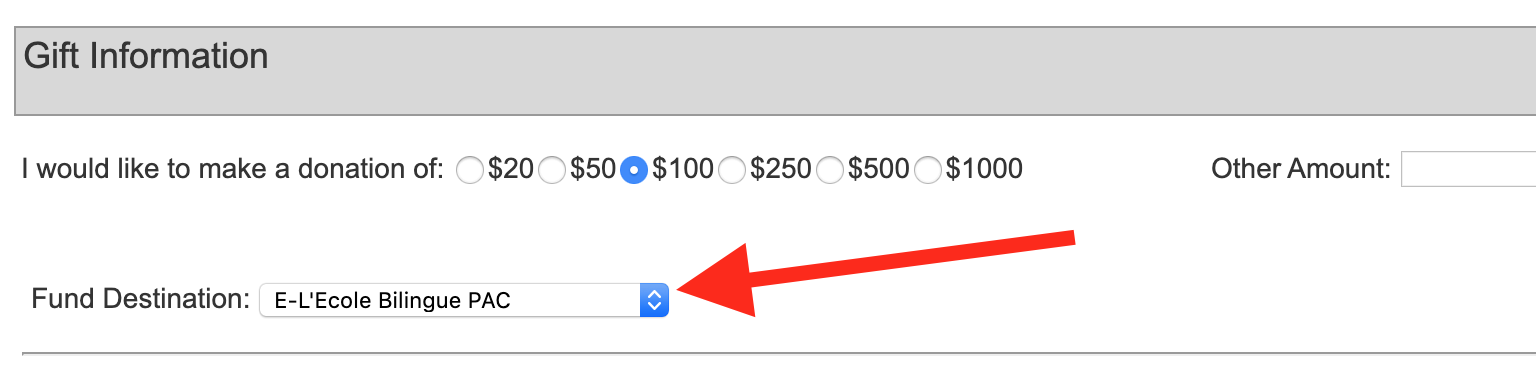 Gift Information
I would like to make a donation of: $20 $50 $100 $250 $500 $1000 Other Amount:
Fund Destination: E-L'Ecole Bilingue PAC